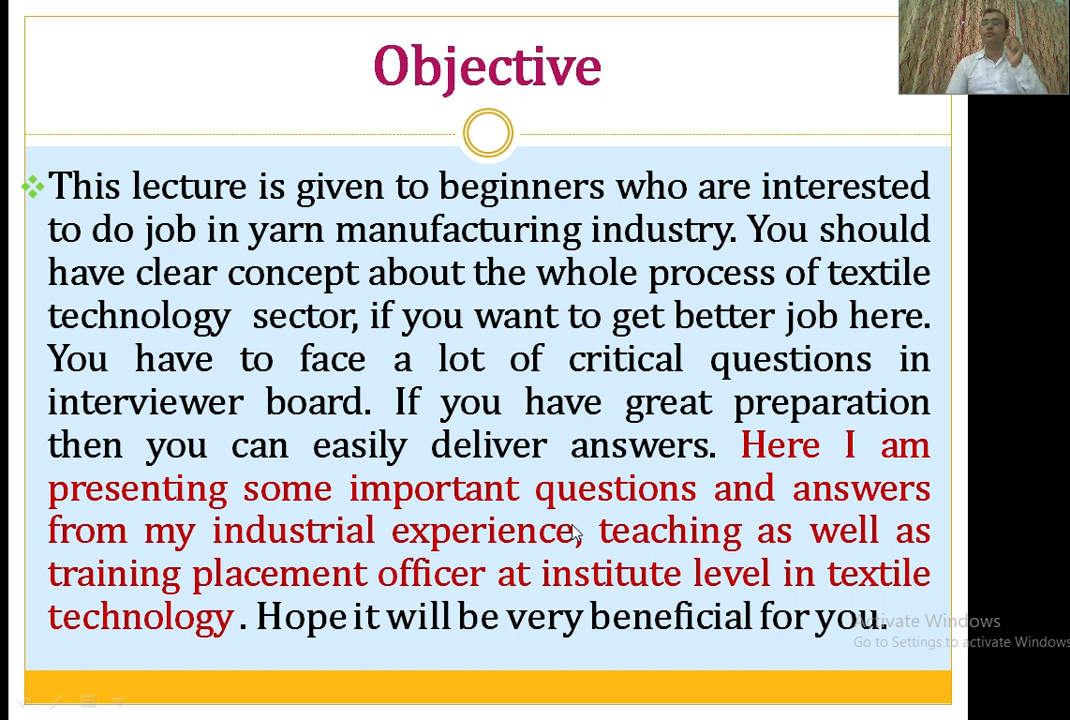 Objective
This lecture is given to beginners who are interested
to do job in yarn manufacturing industry. You should
have clear concept about the whole process of textile
technology sector, if you want to get better job here.
You have to face a lot of critical questions in
interviewer board. If you have great preparation
then you can easily deliver answers. Here I am
presenting some important questions and answers
from my industrial experience, teaching as well as
training placement officer at institute level in textile
technology . Hope it will be very beneficial for you.
Activate Windows
Go to Settings to activate Windows